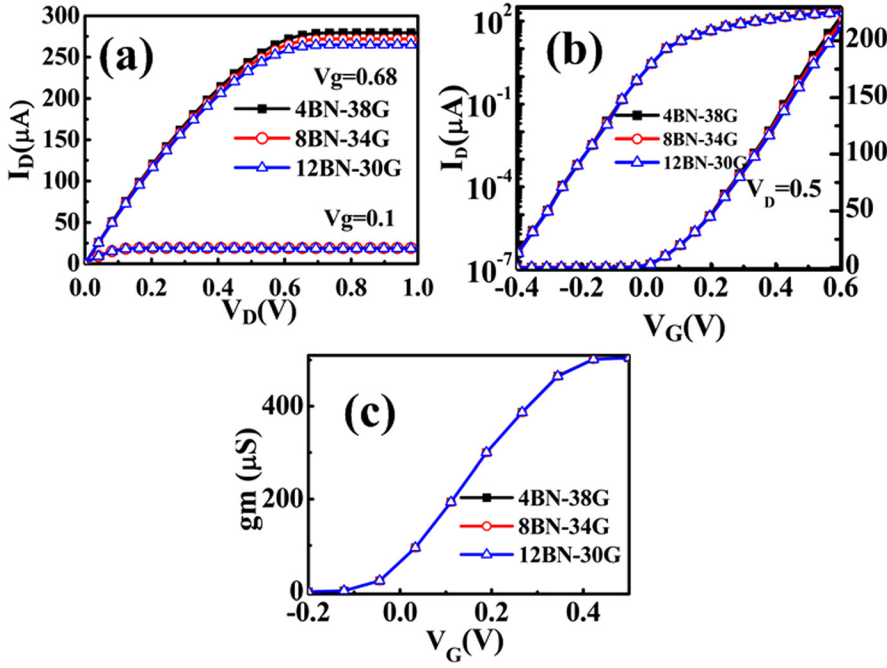 (a)
I_D(μA)
300
250
200
150
100
50
0
Vg=0.68
4BN-38G
8BN-34G
12BN-30G
Vg=0.1
0.0 0.2 0.4 0.6 0.8 1.0
V_D(V)
(b)
I_D(μA)
10^2
10^-1
10^-4
10^-7
4BN-38G
8BN-34G
12BN-30G
V_D=0.5
200
150
100
50
0
-0.4 -0.2 0.0 0.2 0.4 0.6
V_G(V)
(c)
gm (μS)
400
200
0
4BN-38G
8BN-34G
12BN-30G
-0.2 0.0 0.2 0.4
V_G(V)